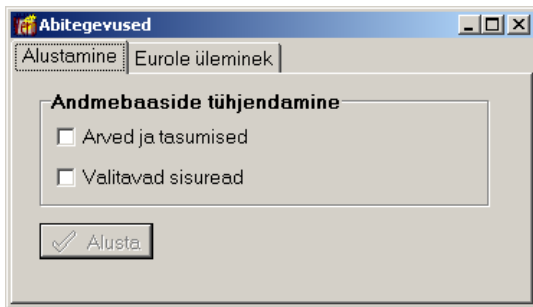 Abitegevused
Alustamine Eurole üleminek
Andmebaaside tühjendamine
Arved ja tasumised
Valitavad sisuread
Alusta